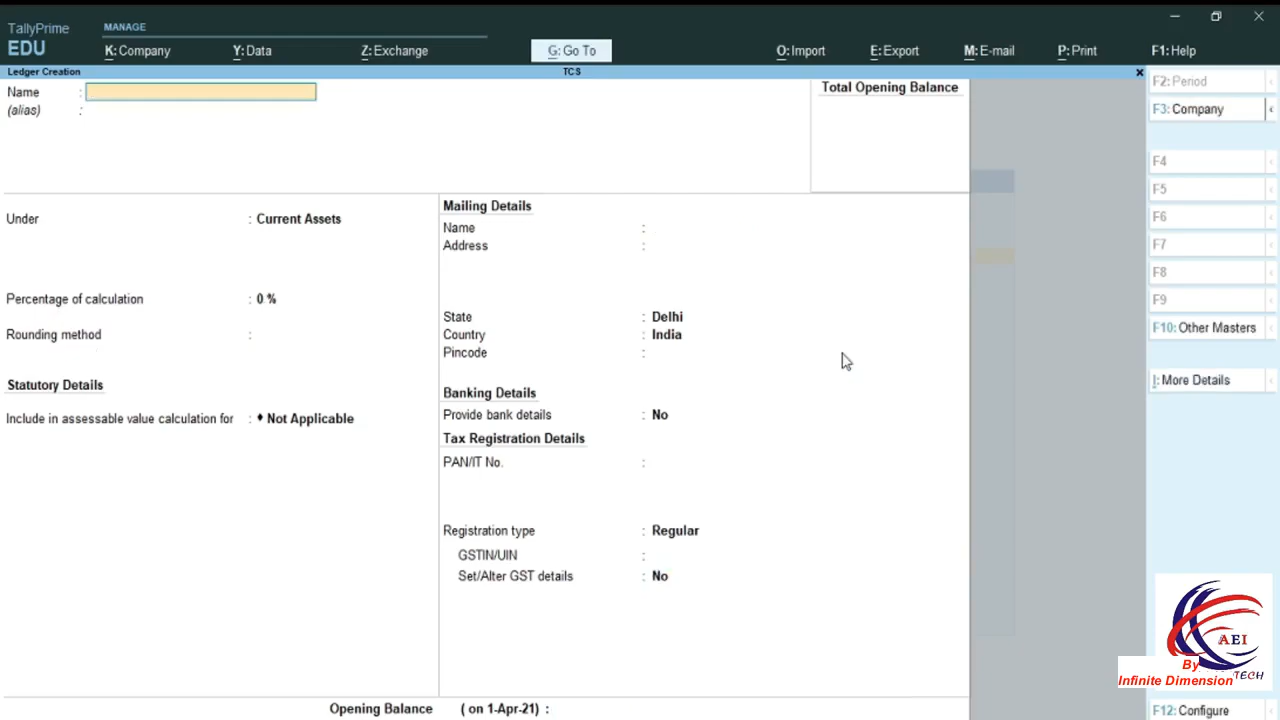 TallyPrime
EDU
MANAGE
K: Company
Y: Data
Z: Exchange
G: Go To
O: Import
E: Export
M: E-mail
P: Print
F1: Help
Ledger Creation
TCS
×
Name :
(alias) :
Total Opening Balance
Under : Current Assets
Percentage of calculation : 0 %
Rounding method :
Statutory Details
Include in assessable value calculation for : ♦ Not Applicable
Mailing Details
Name :
Address :
State : Delhi
Country : India
Pincode :
Banking Details
Provide bank details : No
Tax Registration Details
PAN/IT No. :
Registration type : Regular
GSTIN/UIN :
Set/Alter GST details : No
Opening Balance ( on 1-Apr-21) :
F2: Period
F3: Company
F4
F5
F6
F7
F8
F9
F10: Other Masters
I: More Details
AEI
By
Infinite Dimension
TECH
F12: Configure